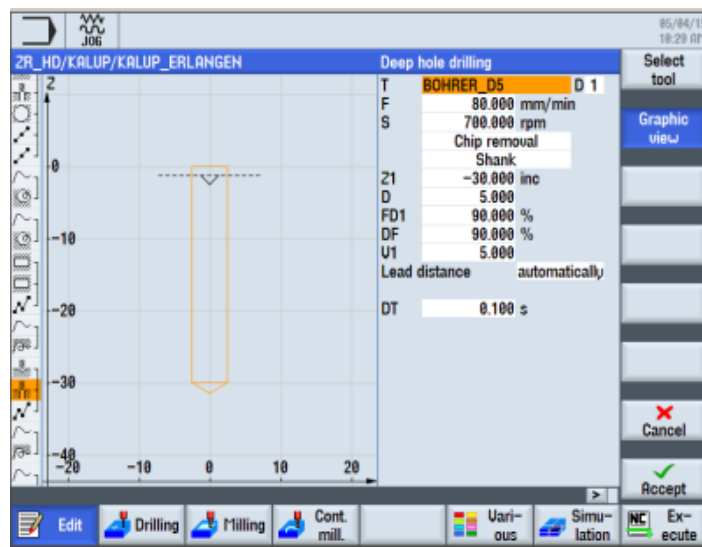 JOG
05/04/1
10:29 A
ZR_HD/KALUP/KALUP_ERLANGEN
Deep hole drilling
Select
tool
Z
T BOHRER_D5 D 1
F 80.000 mm/min
S 700.000 rpm
Chip removal
Shank
Z1 -30.000 inc
D 5.000
FD1 90.000 %
DF 90.000 %
V1 5.000
Lead distance automatically
DT 0.100 s
Graphic
view
0
-10
-20
-30
-40
-20 -10 0 10 20
Cancel
Accept
>
Edit
Drilling
Milling
Cont.
mill.
Vari-
ous
Simu-
lation
NC Ex-
ecute